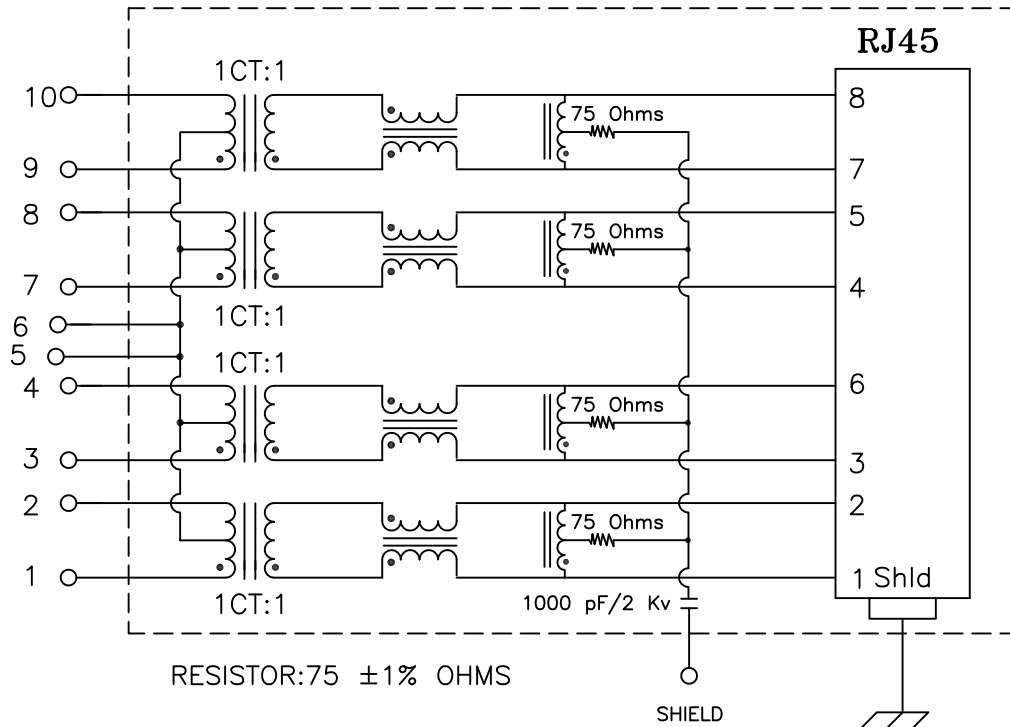 RJ45
1CT:1
10
8
75 Ohms
9
7
8
5
75 Ohms
7
4
1CT:1
6
5
1CT:1
4
6
75 Ohms
3
3
2
2
75 Ohms
1
1 Shld
1CT:1
1000 pF/2 Kv
RESISTOR:75 ±1% OHMS
SHIELD